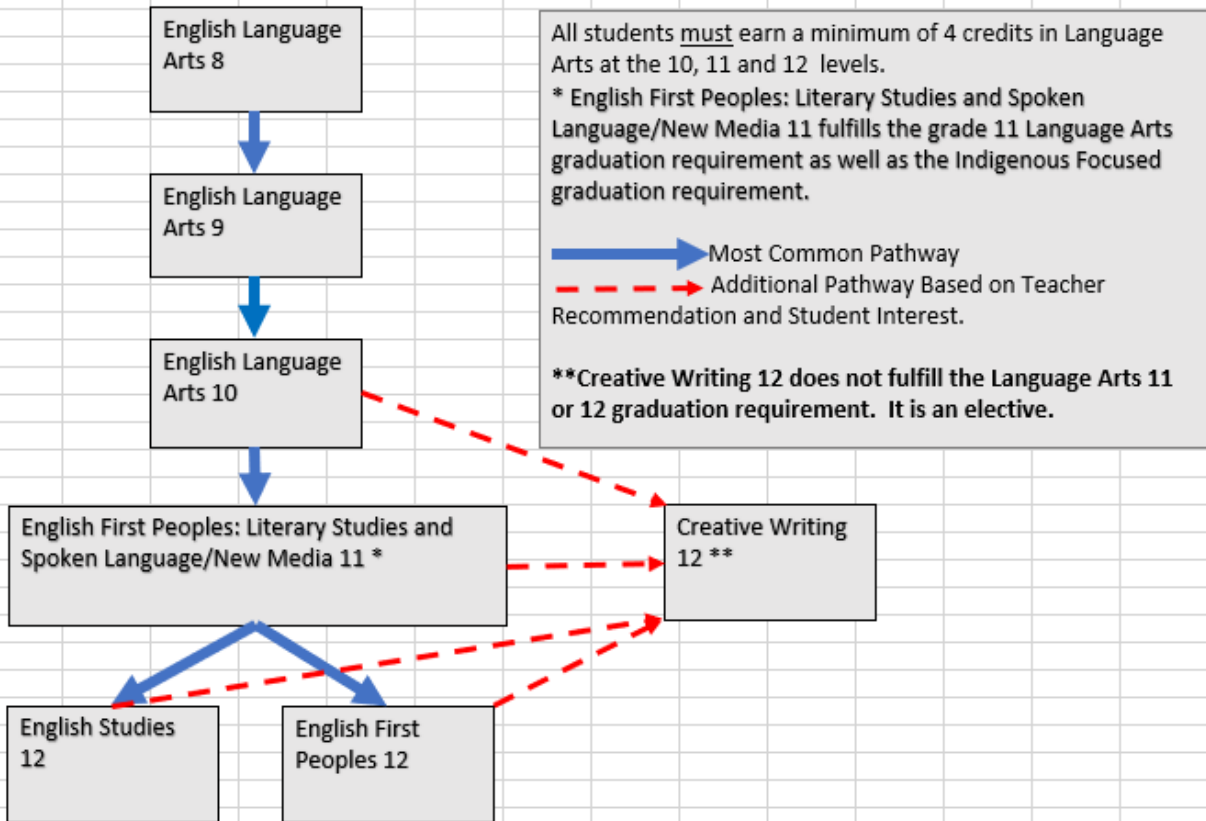 English Language
Arts 8
All students must earn a minimum of 4 credits in Language
Arts at the 10, 11 and 12 levels.
* English First Peoples: Literary Studies and Spoken
Language/New Media 11 fulfills the grade 11 Language Arts
graduation requirement as well as the Indigenous Focused
graduation requirement.
Most Common Pathway
Additional Pathway Based on Teacher
Recommendation and Student Interest.
**Creative Writing 12 does not fulfill the Language Arts 11
or 12 graduation requirement. It is an elective.
English Language
Arts 9
English Language
Arts 10
English First Peoples: Literary Studies and
Spoken Language/New Media 11 *
Creative Writing
12 **
English Studies
12
English First
Peoples 12